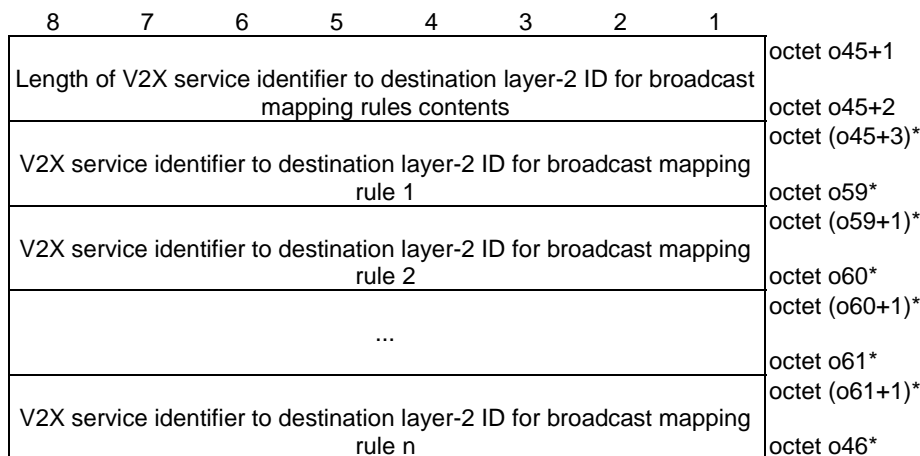 8 7 6 5 4 3 2 1
octet o45+1
Length of V2X service identifier to destination layer-2 ID for broadcast
mapping rules contents
octet o45+2
octet (o45+3)*
V2X service identifier to destination layer-2 ID for broadcast mapping
rule 1
octet o59*
octet (o59+1)*
V2X service identifier to destination layer-2 ID for broadcast mapping
rule 2
octet o60*
octet (o60+1)*
...
octet o61*
octet (o61+1)*
V2X service identifier to destination layer-2 ID for broadcast mapping
rule n
octet o46*